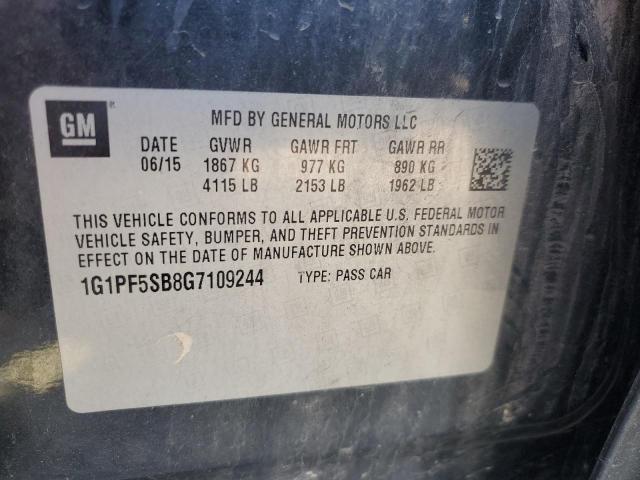 GM
MFD BY GENERAL MOTORS LLC
DATE GVWR GAWR FRT GAWR RR
06/15 1867 KG 977 KG 890 KG
4115 LB 2153 LB 1962 LB
THIS VEHICLE CONFORMS TO ALL APPLICABLE U.S. FEDERAL MOTOR
VEHICLE SAFETY, BUMPER, AND THEFT PREVENTION STANDARDS IN
EFFECT ON THE DATE OF MANUFACTURE SHOWN ABOVE.
1G1PF5SB8G7109244 TYPE: PASS CAR